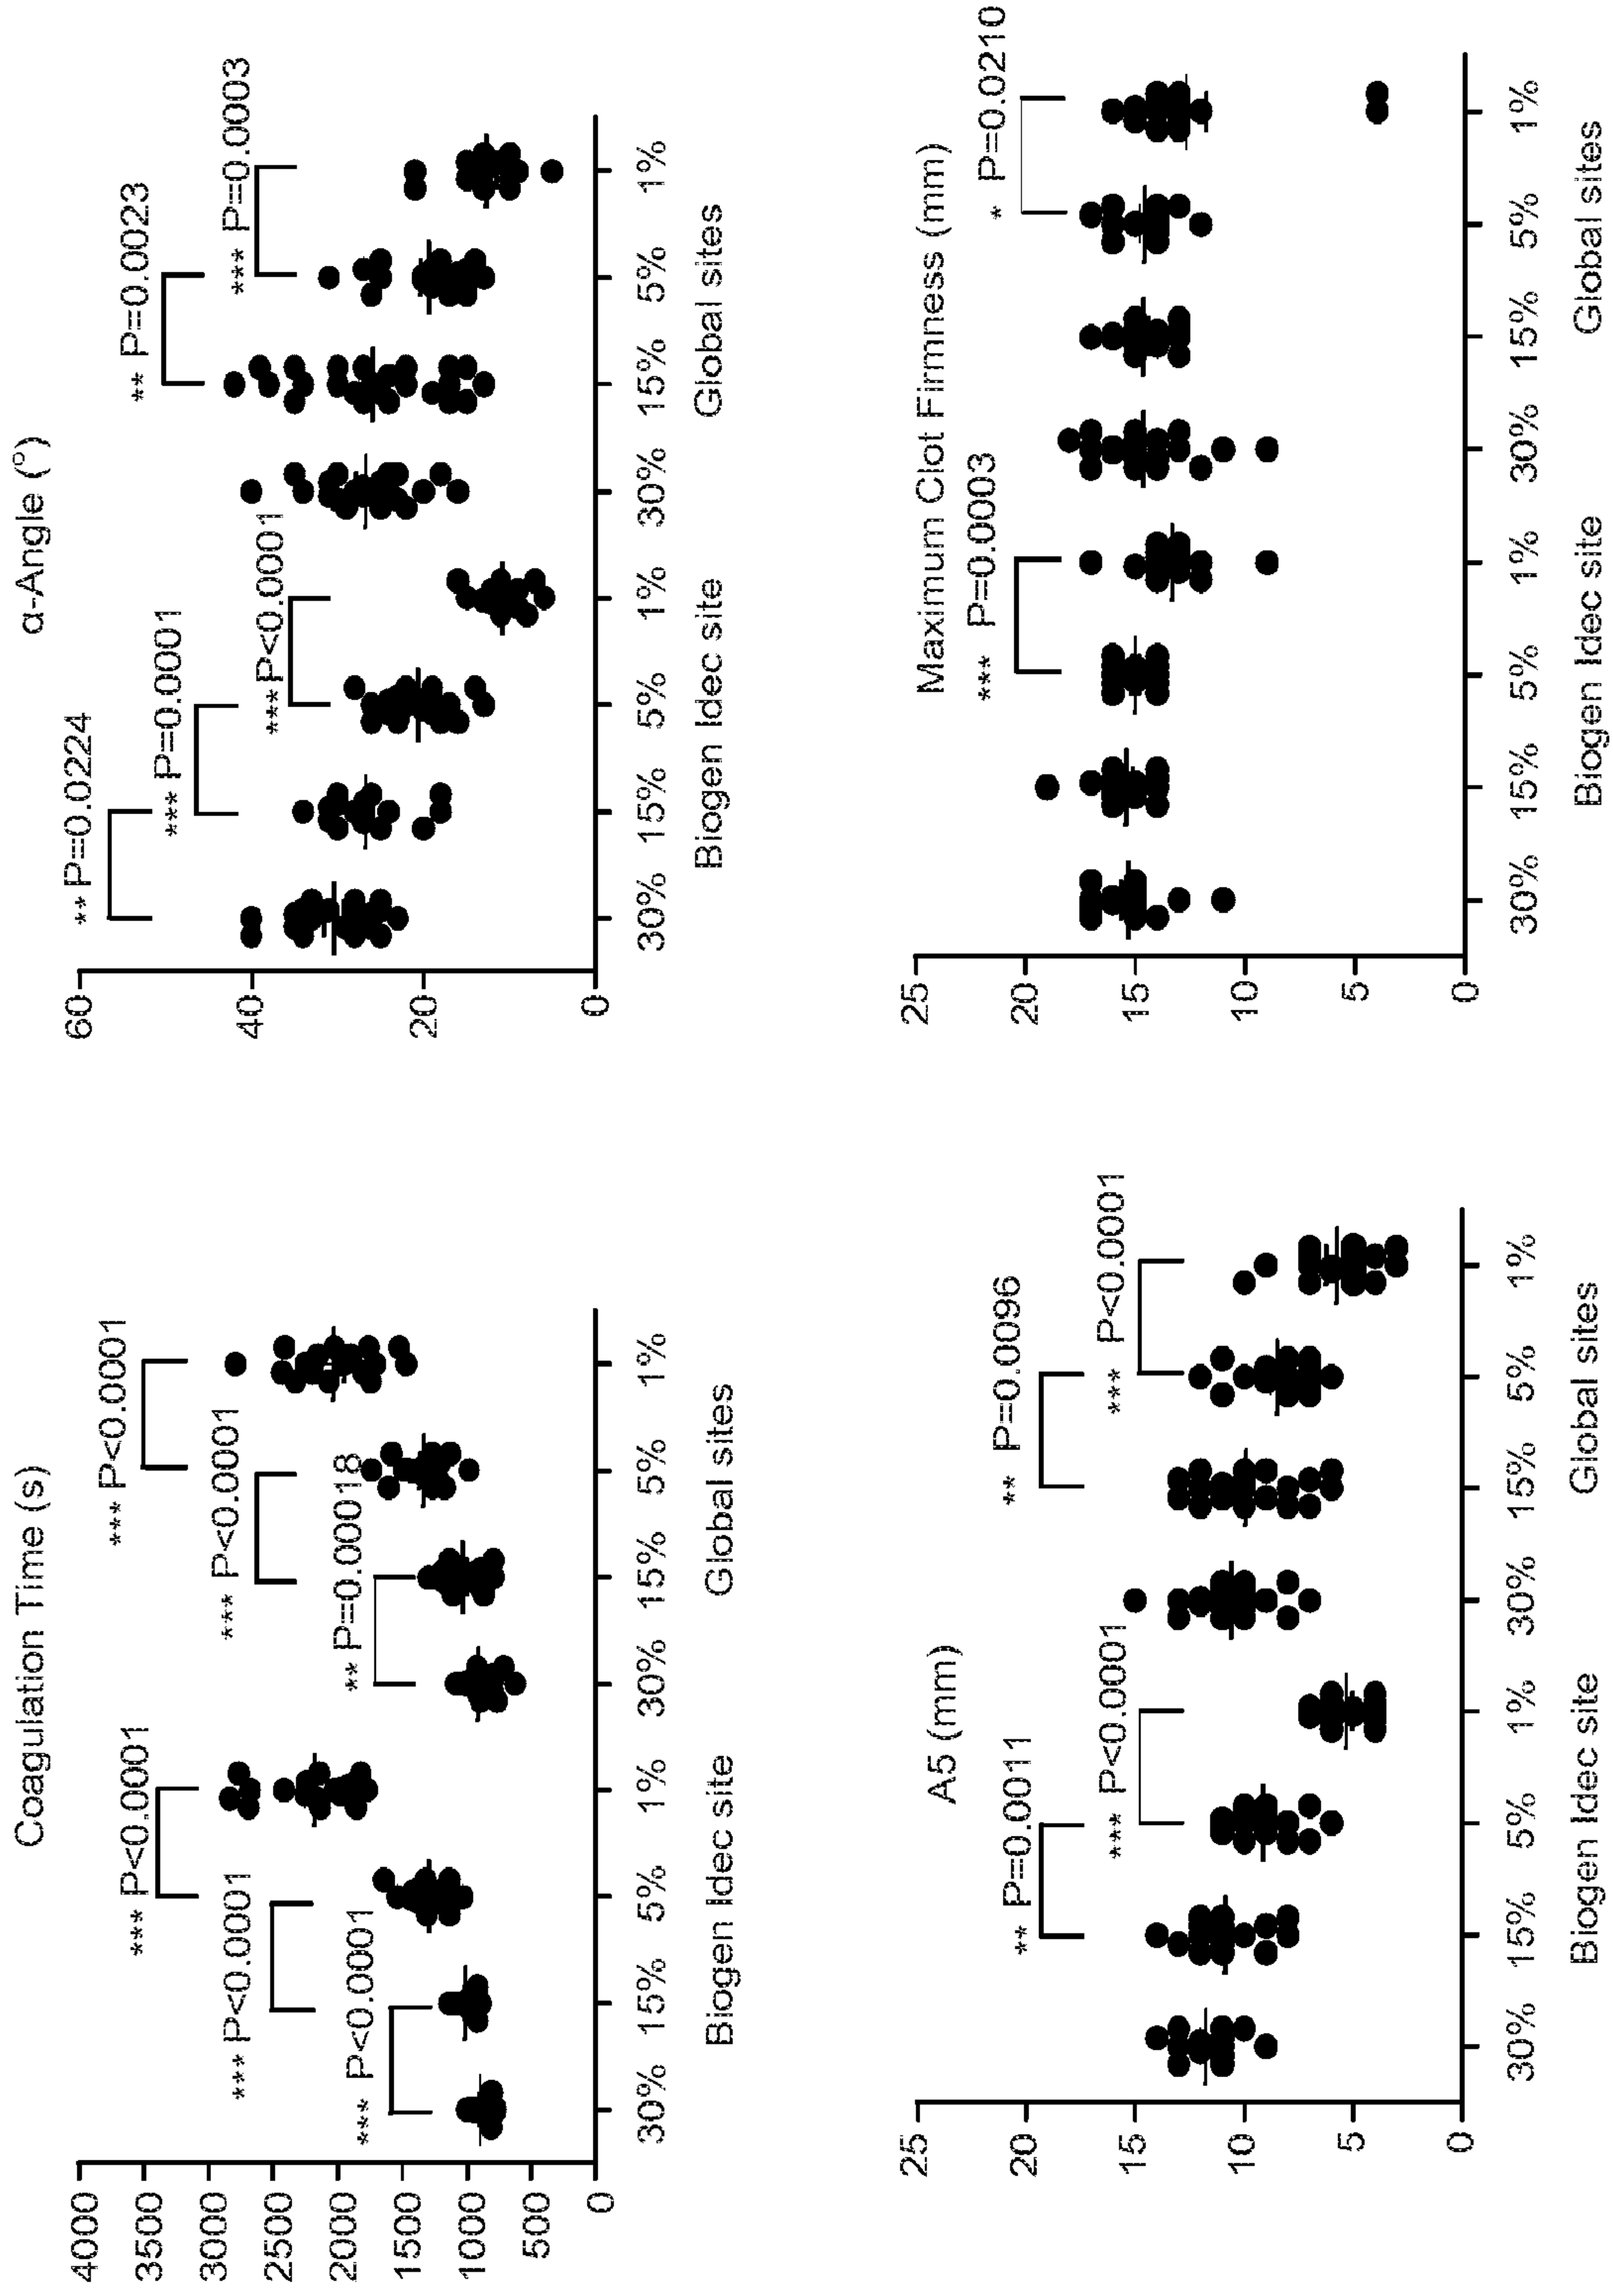 Coagulation Time (s)
4000
3500
3000
2500
2000
1500
1000
500
0
*** P<0.0001
*** P<0.0001
*** P<0.0001
*** P<0.0001
*** P<0.0001
** P=0.00018
30% 15% 5% 1% 30% 15% 5% 1%
Biogen Idec site Global sites
α-Angle (°)
60
40
20
0
** P=0.0224
*** P=0.0001
*** P<0.0001
** P=0.0023
*** P=0.0003
30% 15% 5% 1% 30% 15% 5% 1%
Biogen Idec site Global sites
A5 (mm)
25
20
15
10
5
0
** P=0.0011
*** P<0.0001
** P=0.0096
*** P<0.0001
30% 15% 5% 1% 30% 15% 5% 1%
Biogen Idec site Global sites
Maximum Clot Firmness (mm)
25
20
15
10
5
0
*** P=0.0003
* P=0.0210
30% 15% 5% 1% 30% 15% 5% 1%
Biogen Idec site Global sites